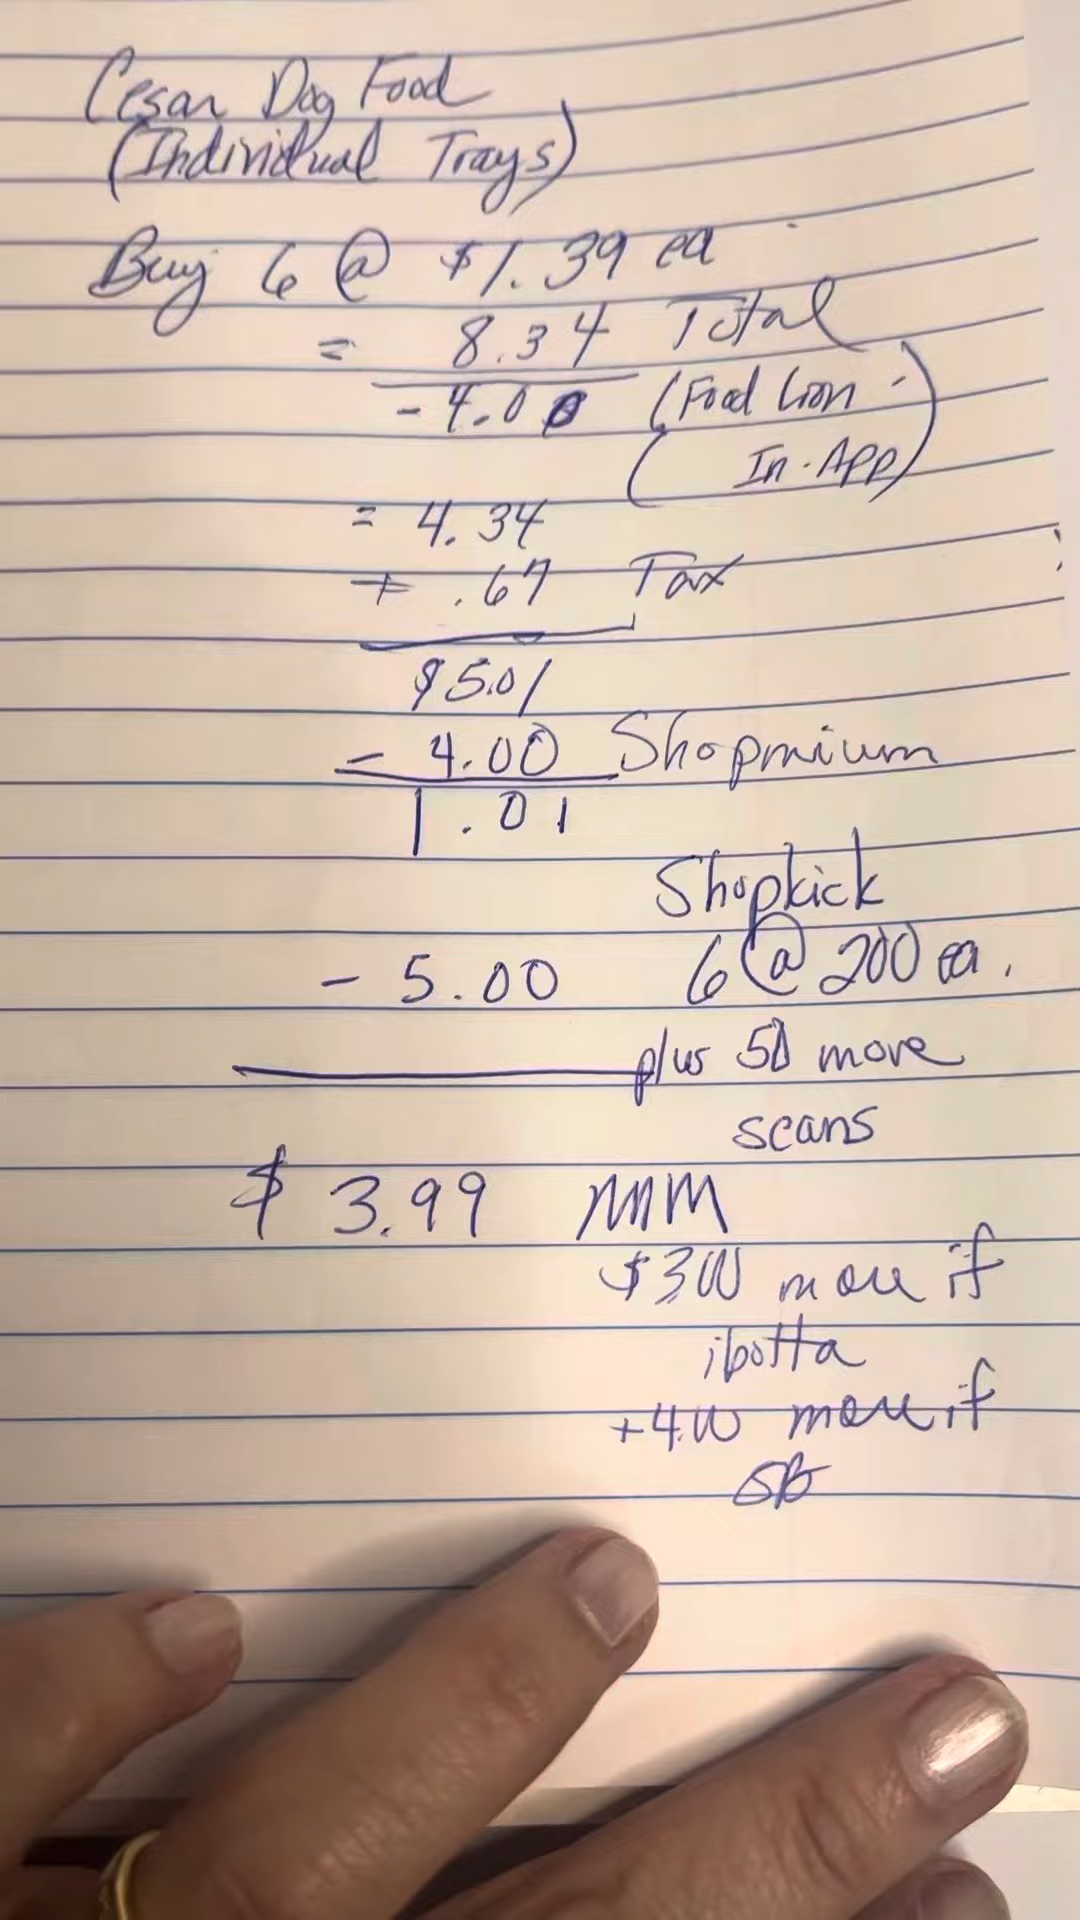 Cesar Dog Food
(Individual Trays)
Buy 6 @ $1.39 ea
= 8.34 Total
- 4.00 (Food Lion -
In-App)
= 4.34
+ .67 Tax
$5.01
- 4.00 Shopmium
1.01
Shopkick
- 5.00 6 @ 200 ea.
plus 50 more
scans
$ 3.99 MM
$3.00 more if
ibotta
+4.00 more if
SB